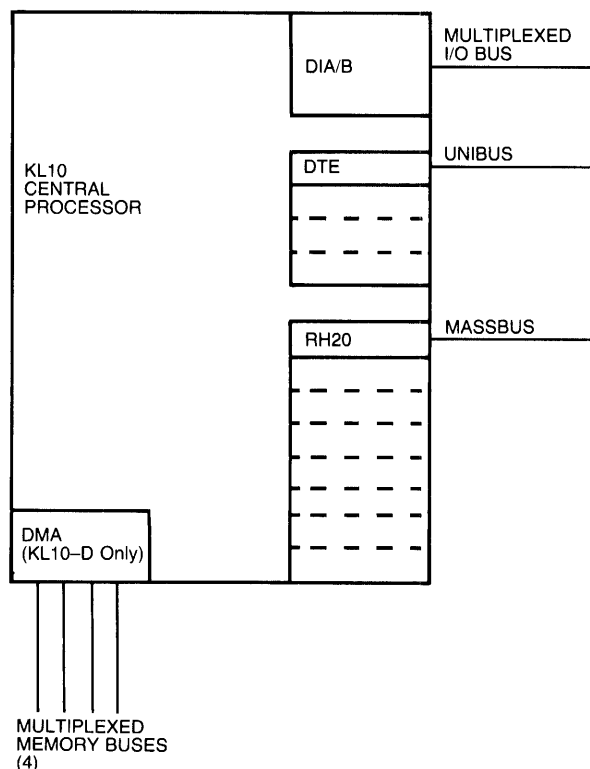 MULTIPLEXED
I/O BUS
DIA/B
UNIBUS
DTE
KL10
CENTRAL
PROCESSOR
MASSBUS
RH20
DMA
(KL10–D Only)
MULTIPLEXED
MEMORY BUSES
(4)